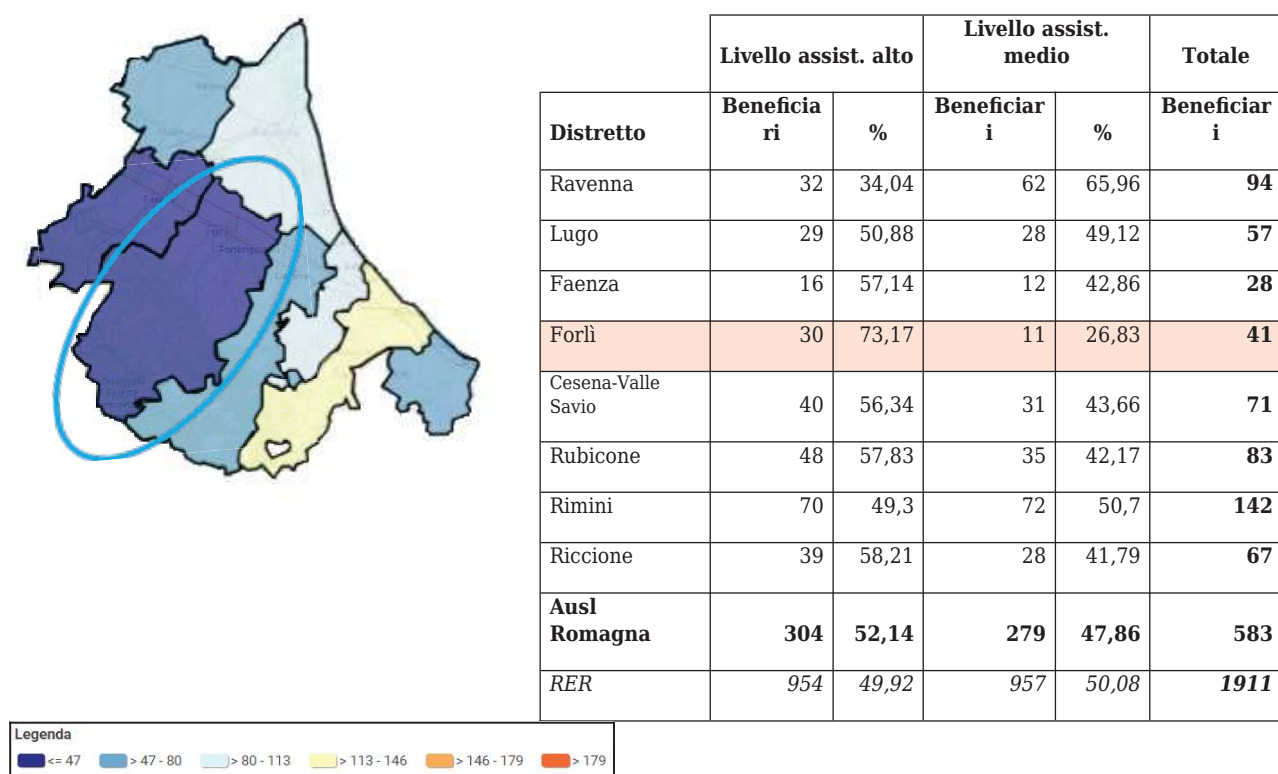 Livello assist. alto
Livello assist.
medio
Totale
Distretto
Beneficia
ri
%
Beneficiar
i
%
Beneficiar
i
Ravenna 32 34,04 62 65,96 94
Lugo 29 50,88 28 49,12 57
Faenza 16 57,14 12 42,86 28
Forlì 30 73,17 11 26,83 41
Cesena-Valle
Savio 40 56,34 31 43,66 71
Rubicone 48 57,83 35 42,17 83
Rimini 70 49,3 72 50,7 142
Riccione 39 58,21 28 41,79 67
Ausl
Romagna 304 52,14 279 47,86 583
RER 954 49,92 957 50,08 1911
Legenda
<= 47 > 47 - 80 > 80 - 113 > 113 - 146 > 146 - 179 > 179